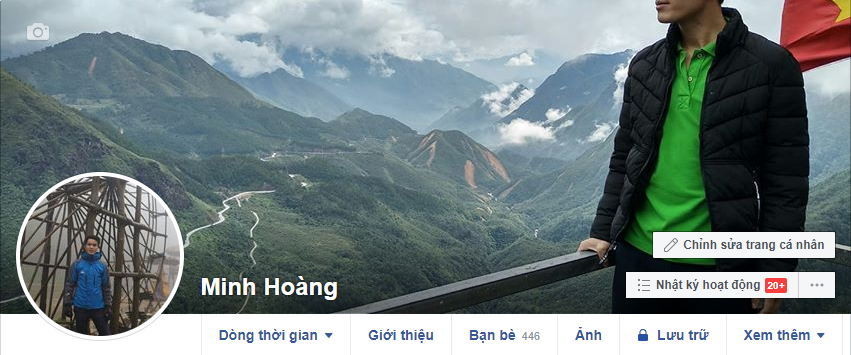 Chỉnh sửa trang cá nhân
Minh Hoàng
Nhật ký hoạt động 20+
Dòng thời gian Giới thiệu Bạn bè 446 Ảnh Lưu trữ Xem thêm